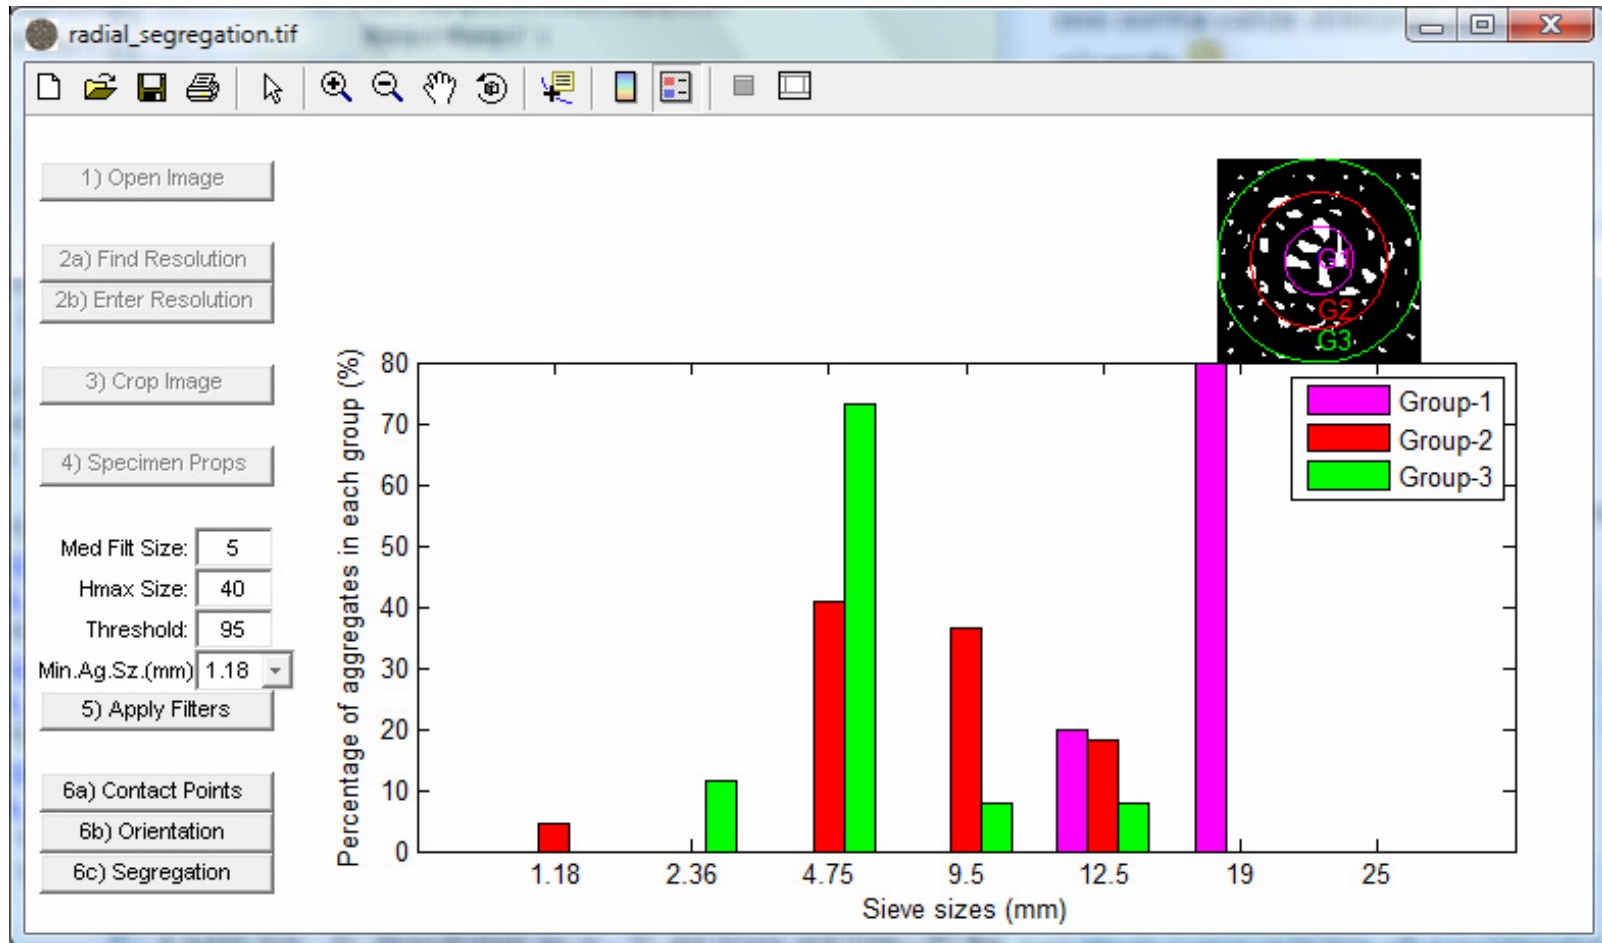 radial_segregation.tif
1) Open Image
2a) Find Resolution
2b) Enter Resolution
3) Crop Image
4) Specimen Props
Med Filt Size: 5
Hmax Size: 40
Threshold: 95
Min.Ag.Sz.(mm) 1.18
5) Apply Filters
6a) Contact Points
6b) Orientation
6c) Segregation
G1
G2
G3
Percentage of aggregates in each group (%)
80
70
60
50
40
30
20
10
0
Group-1
Group-2
Group-3
1.18 2.36 4.75 9.5 12.5 19 25
Sieve sizes (mm)